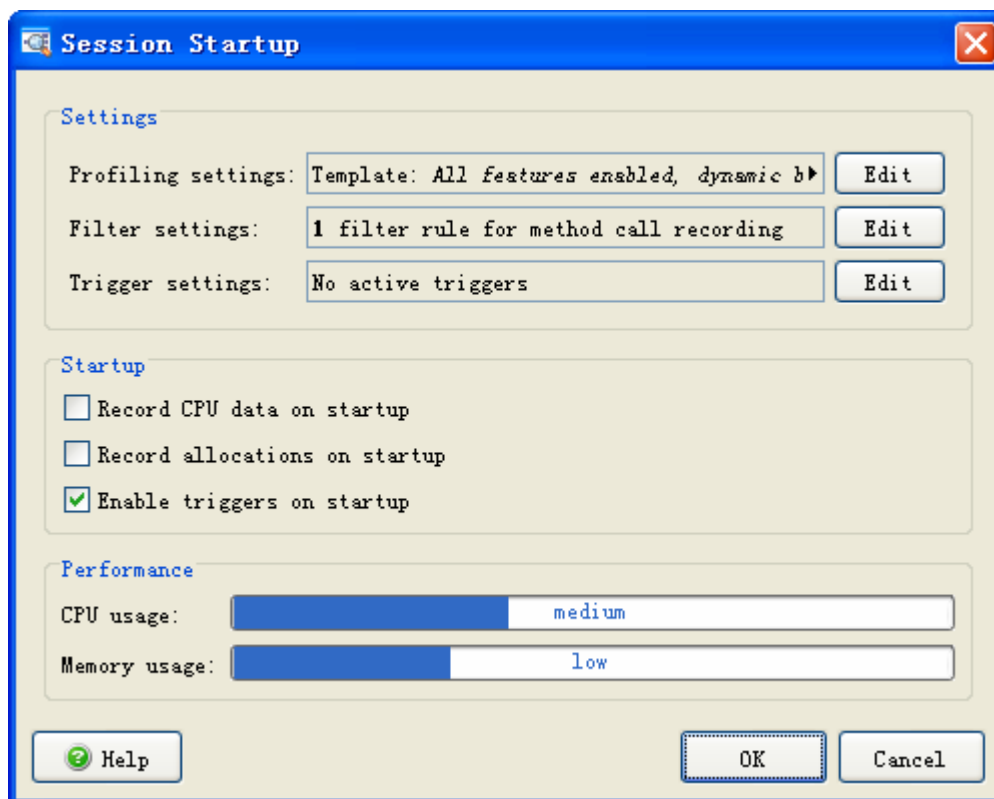 Session Startup
Settings
Profiling settings: Template: All features enabled, dynamic b Edit
Filter settings: 1 filter rule for method call recording Edit
Trigger settings: No active triggers Edit
Startup
Record CPU data on startup
Record allocations on startup
Enable triggers on startup
Performance
CPU usage: medium
Memory usage: low
Help OK Cancel